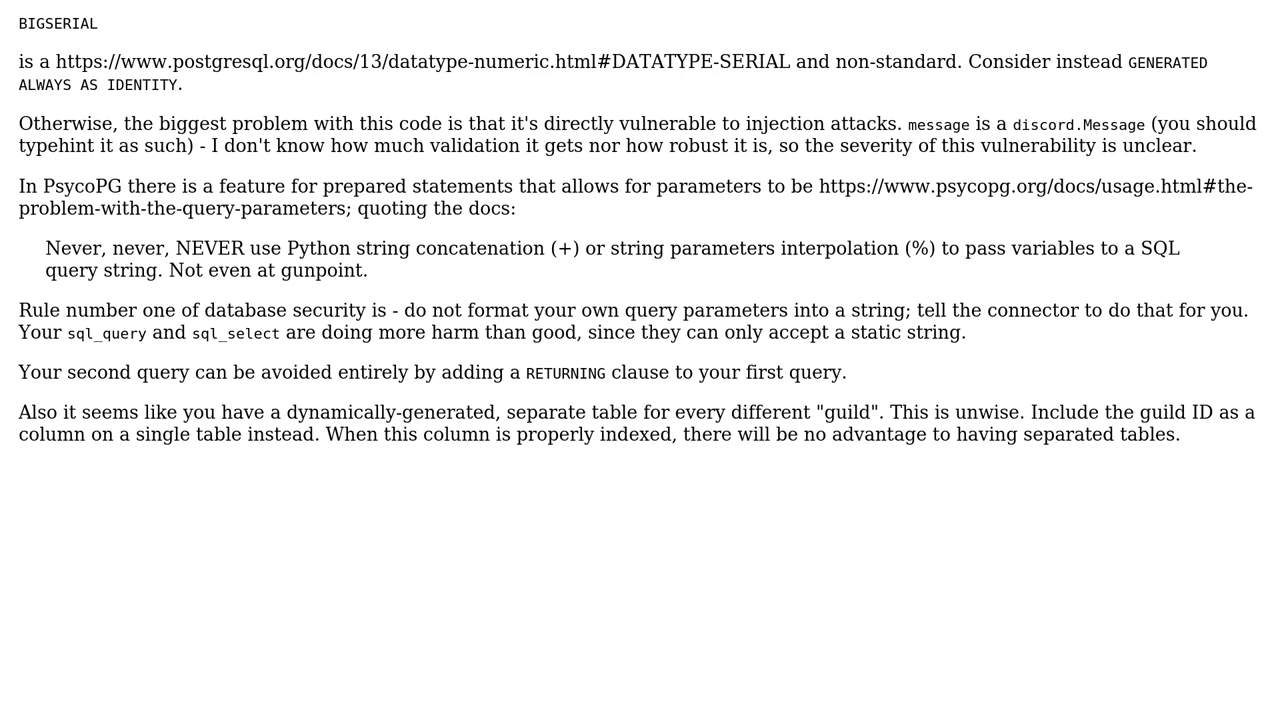 BIGSERIAL
is a https://www.postgresql.org/docs/13/datatype-numeric.html#DATATYPE-SERIAL and non-standard. Consider instead GENERATED
ALWAYS AS IDENTITY.
Otherwise, the biggest problem with this code is that it's directly vulnerable to injection attacks. message is a discord.Message (you should
typehint it as such) - I don't know how much validation it gets nor how robust it is, so the severity of this vulnerability is unclear.
In PsycoPG there is a feature for prepared statements that allows for parameters to be https://www.psycopg.org/docs/usage.html#the-
problem-with-the-query-parameters; quoting the docs:
Never, never, NEVER use Python string concatenation (+) or string parameters interpolation (%) to pass variables to a SQL
query string. Not even at gunpoint.
Rule number one of database security is - do not format your own query parameters into a string; tell the connector to do that for you.
Your sql_query and sql_select are doing more harm than good, since they can only accept a static string.
Your second query can be avoided entirely by adding a RETURNING clause to your first query.
Also it seems like you have a dynamically-generated, separate table for every different "guild". This is unwise. Include the guild ID as a
column on a single table instead. When this column is properly indexed, there will be no advantage to having separated tables.